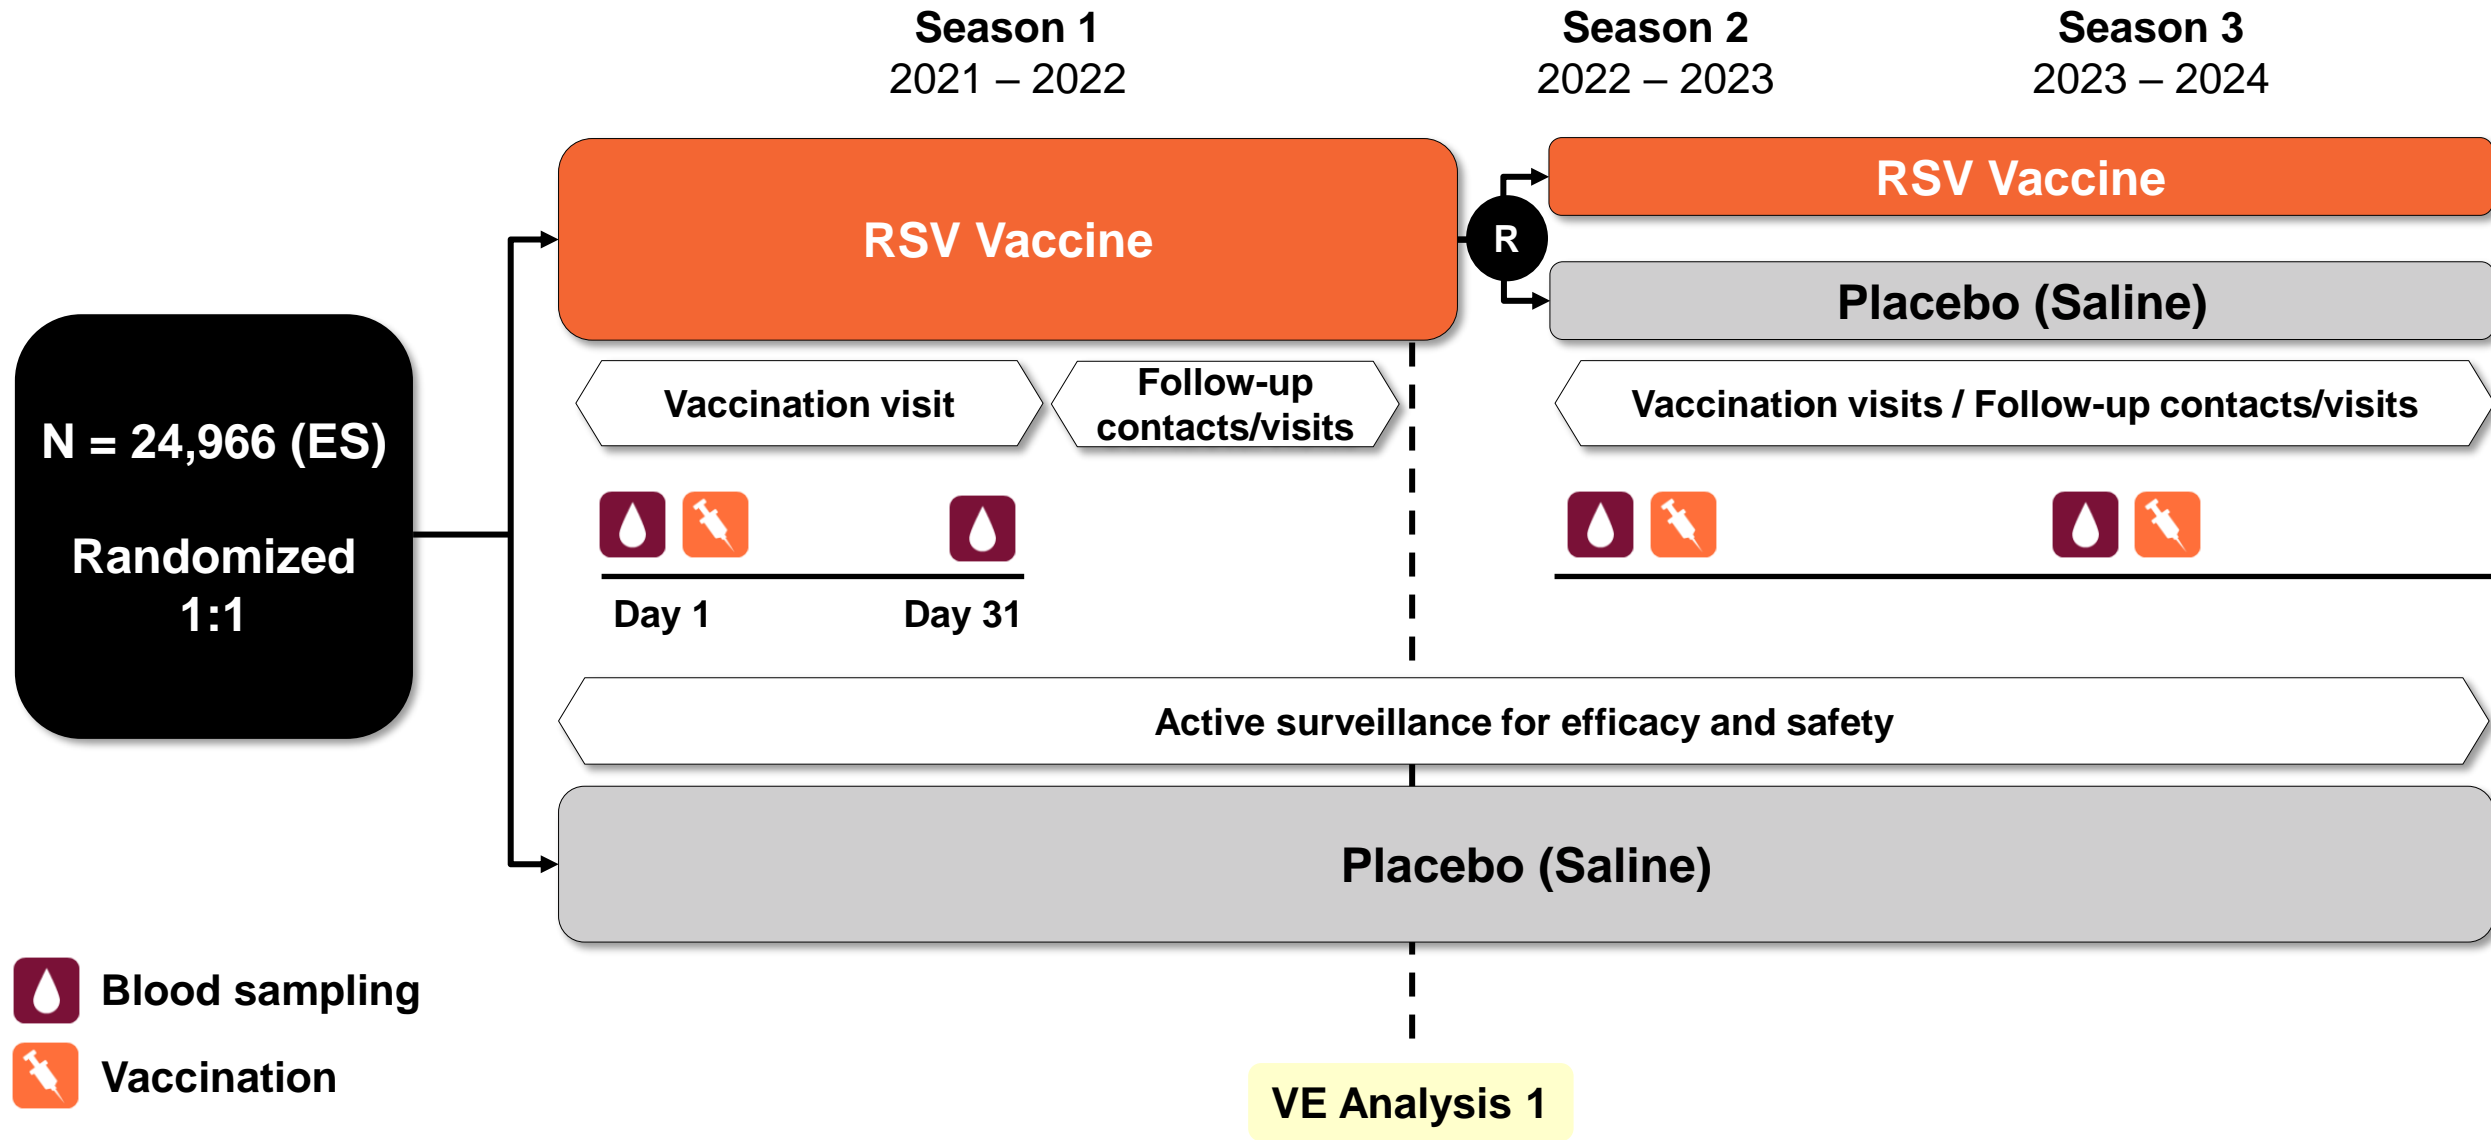 Season 1
2021 – 2022
Season 2
2022 – 2023
Season 3
2023 – 2024
N = 24,966 (ES)
Randomized
1:1
RSV Vaccine
R
RSV Vaccine
Placebo (Saline)
Vaccination visit
Follow-up
contacts/visits
Vaccination visits / Follow-up contacts/visits
Day 1
Day 31
Active surveillance for efficacy and safety
Placebo (Saline)
Blood sampling
Vaccination
VE Analysis 1